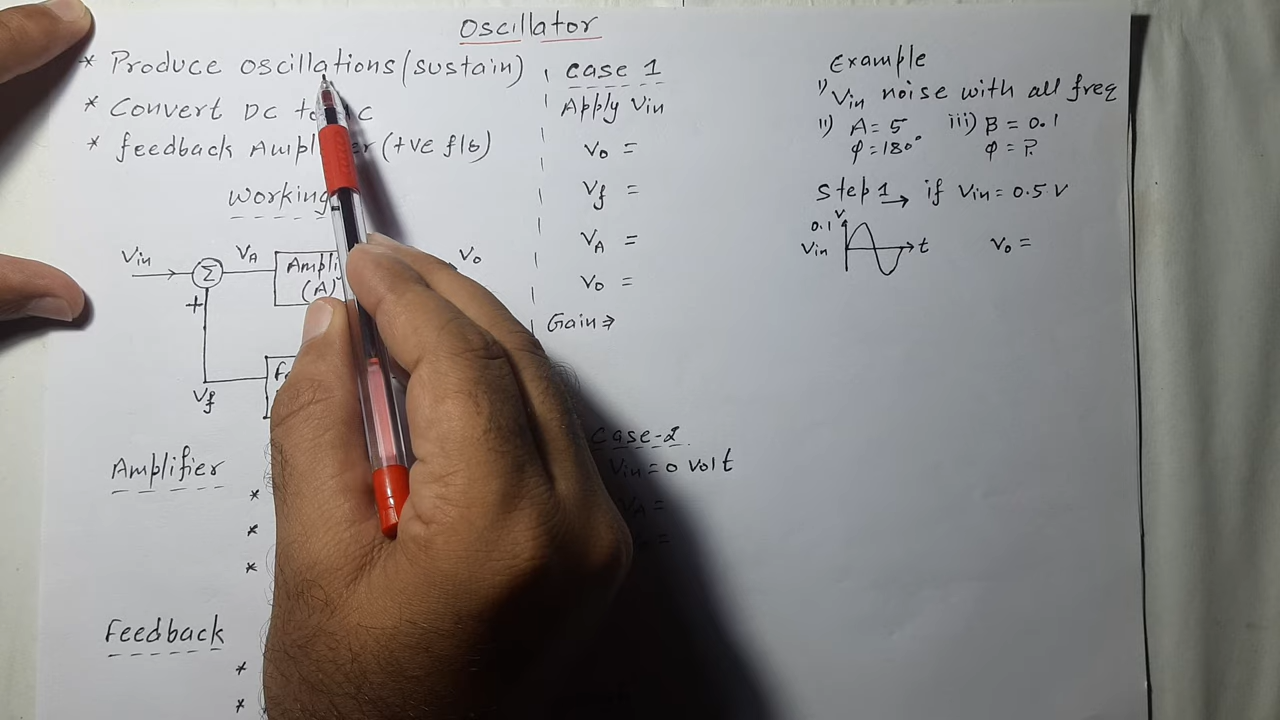 Oscillator
* Produce oscillations (sustain)
* Convert DC to
* feedback (+ve f/b)
Working
Vin
VA
Vo
Σ
+
(A)
Vf
Amplifier
*
*
*
Feedback
*
*
Case 1
Apply Vin
Vo =
Vf =
VA =
Vo =
Gain ⇒
Case-2
Vin = 0 volt
VA =
=
Example
i) Vin noise with all freq
ii) A = 5 iii) B = 0.1
φ = 180° φ = ?
Step 1 → if Vin = 0.5 V
0.1 V
Vin t Vo =